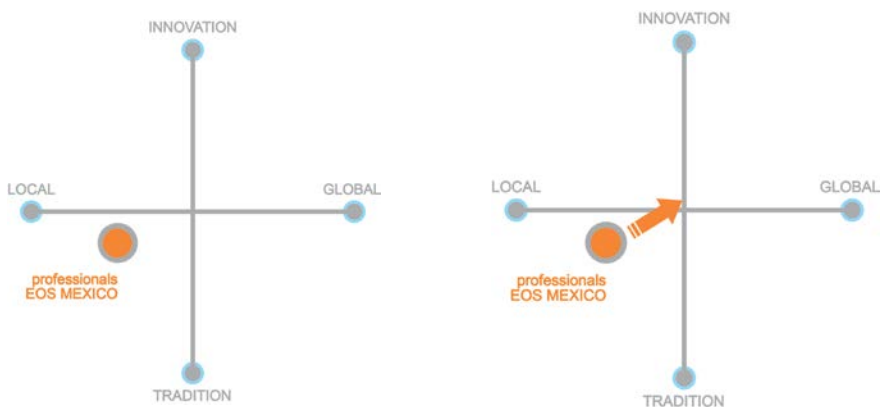 INNOVATION
LOCAL
GLOBAL
professionals
EOS MEXICO
TRADITION
INNOVATION
LOCAL
GLOBAL
professionals
EOS MEXICO
TRADITION